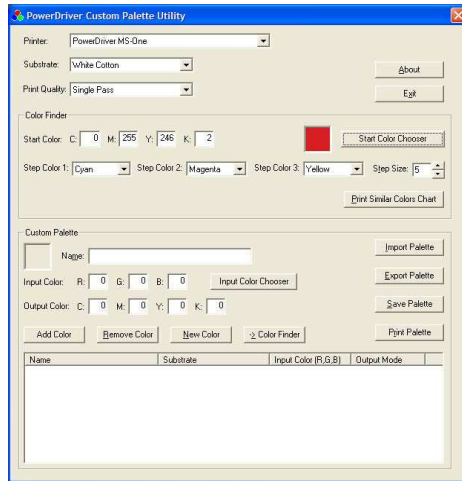 PowerDriver Custom Palette Utility
Printer: PowerDriver MS-One
Substrate: White Cotton
About
Print Quality: Single Pass
Exit
Color Finder
Start Color: C: 0 M: 255 Y: 246 K: 2 Start Color Chooser
Step Color 1: Cyan Step Color 2: Magenta Step Color 3: Yellow Step Size: 5
Print Similar Colors Chart
Custom Palette
Import Palette
Name:
Input Color: R: 0 G: 0 B: 0 Input Color Chooser Export Palette
Output Color: C: 0 M: 0 Y: 0 K: 0 Save Palette
Add Color Remove Color New Color -> Color Finder Print Palette
Name Substrate Input Color (R,G,B) Output Mode